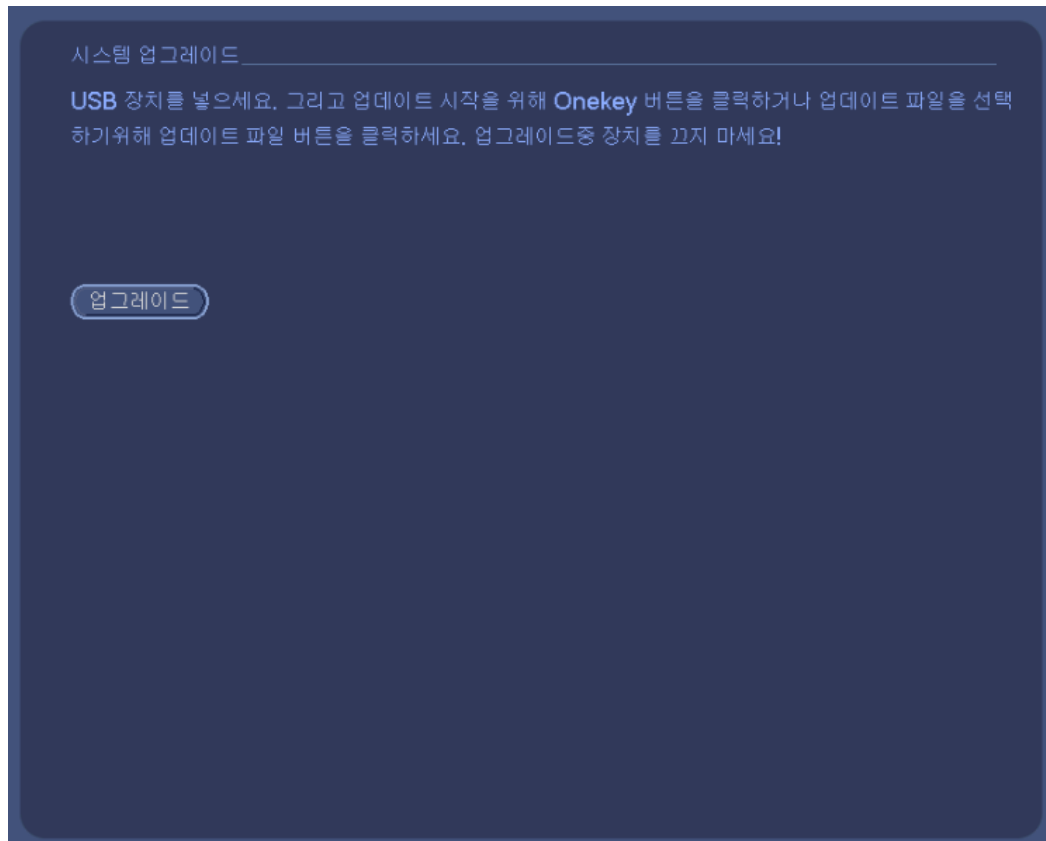 시스템 업그레이드
USB 장치를 넣으세요. 그리고 업데이트 시작을 위해 Onekey 버튼을 클릭하거나 업데이트 파일을 선택
하기위해 업데이트 파일 버튼을 클릭하세요. 업그레이드중 장치를 끄지 마세요!
업그레이드